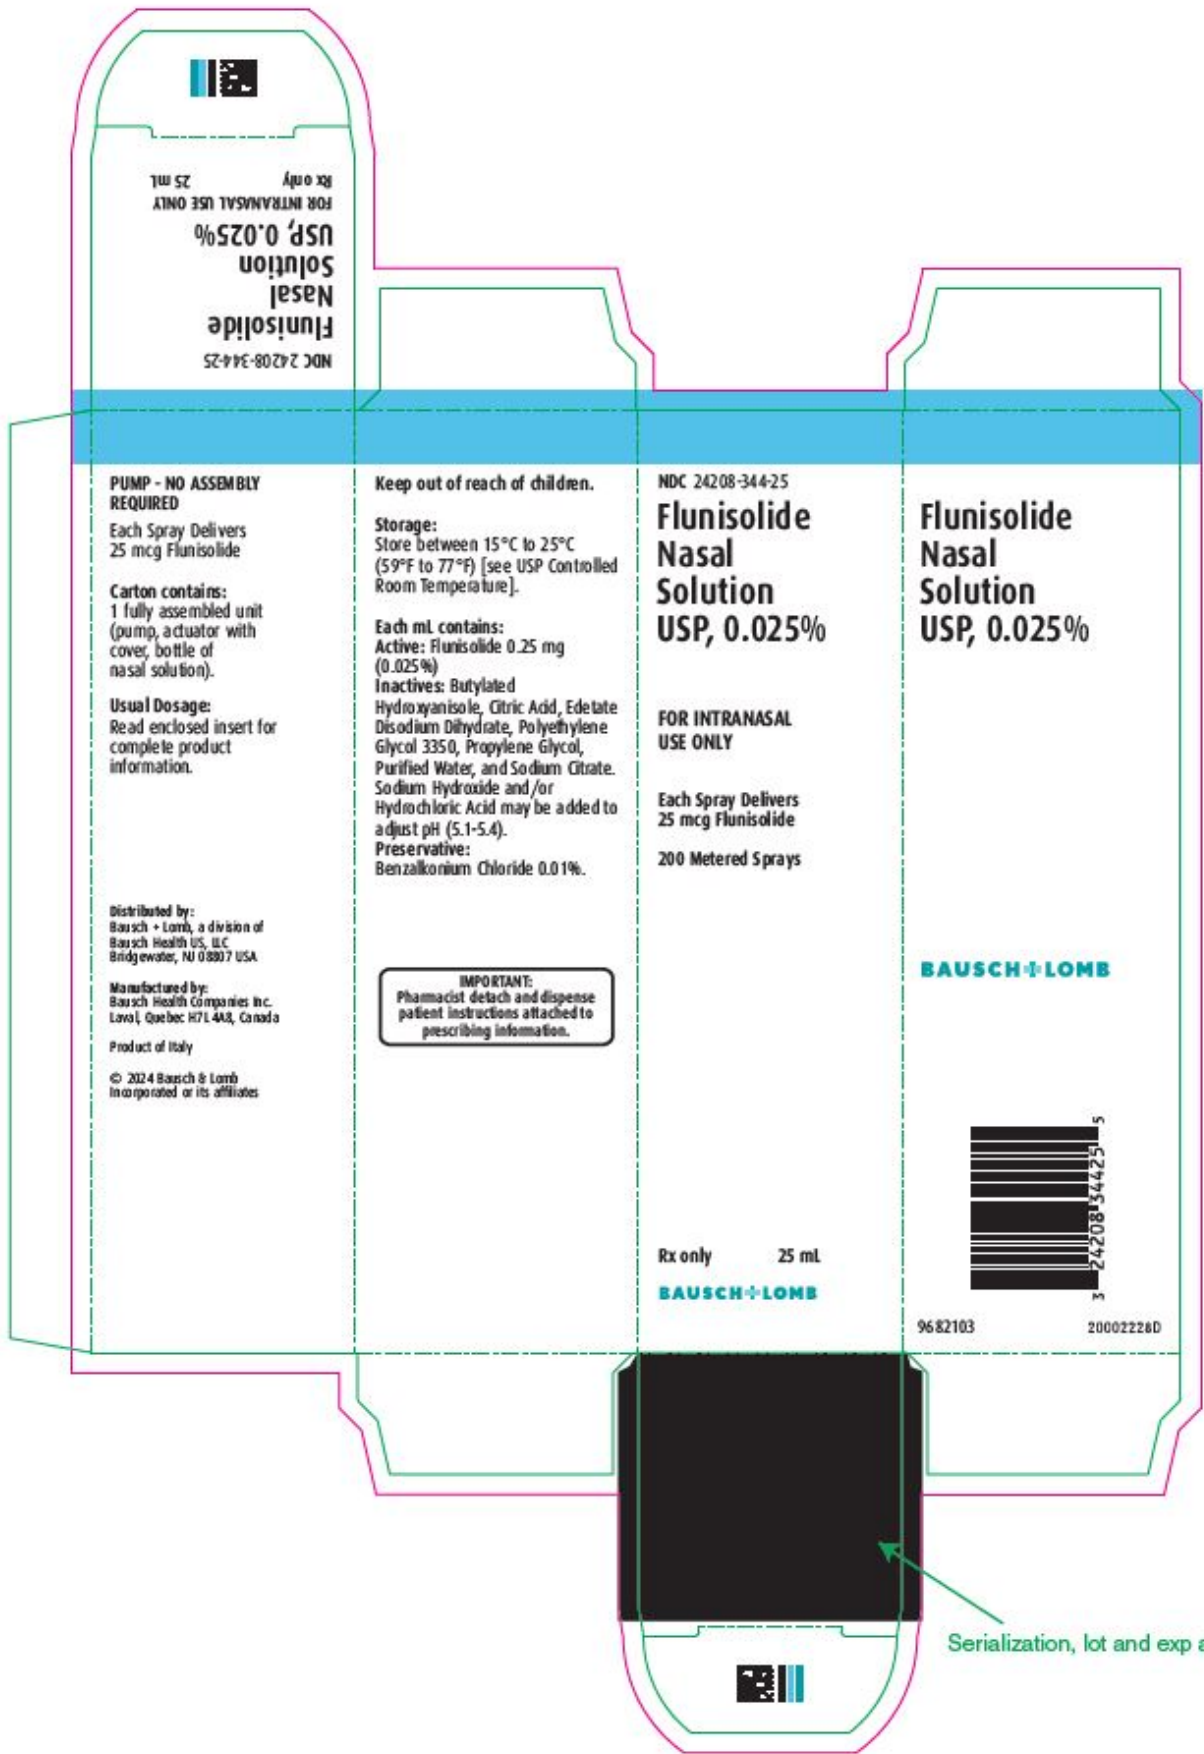 Rx only 25 mL
FOR INTRANASAL USE ONLY
USP, 0.025%
Solution
Nasal
Flunisolide
NDC 24208-344-25
PUMP - NO ASSEMBLY
REQUIRED
Each Spray Delivers
25 mcg Flunisolide
Carton contains:
1 fully assembled unit
(pump, actuator with
cover, bottle of
nasal solution).
Usual Dosage:
Read enclosed insert for
complete product
information.
Distributed by:
Bausch + Lomb, a division of
Bausch Health US, LLC
Bridgewater, NJ 08807 USA
Manufactured by:
Bausch Health Companies Inc.
Laval, Quebec H7L 4A8, Canada
Product of Italy
© 2024 Bausch & Lomb
Incorporated or its affiliates
Keep out of reach of children.
Storage:
Store between 15°C to 25°C
(59°F to 77°F) [see USP Controlled
Room Temperature].
Each mL contains:
Active: Flunisolide 0.25 mg
(0.025%)
Inactives: Butylated
Hydroxyanisole, Citric Acid, Edetate
Disodium Dihydrate, Polyethylene
Glycol 3350, Propylene Glycol,
Purified Water, and Sodium Citrate.
Sodium Hydroxide and/or
Hydrochloric Acid may be added to
adjust pH (5.1-5.4).
Preservative:
Benzalkonium Chloride 0.01%.
IMPORTANT:
Pharmacist detach and dispense
patient instructions attached to
prescribing information.
NDC 24208-344-25
Flunisolide
Nasal
Solution
USP, 0.025%
FOR INTRANASAL
USE ONLY
Each Spray Delivers
25 mcg Flunisolide
200 Metered Sprays
Rx only 25 mL
BAUSCH+LOMB
Flunisolide
Nasal
Solution
USP, 0.025%
BAUSCH+LOMB
3 24208 34425 5
9682103 20002228D
Serialization, lot and exp a